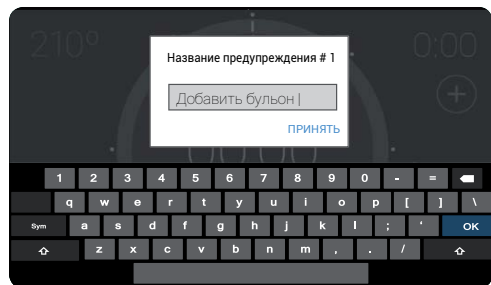 210° 0:00
Название предупреждения # 1
Добавить бульон |
ПРИНЯТЬ
1 2 3 4 5 6 7 8 9 0 - =
q w e r t y u i o p [ ] \
Sym a s d f g h j k l ; ' OK
z x c v b n m , . /